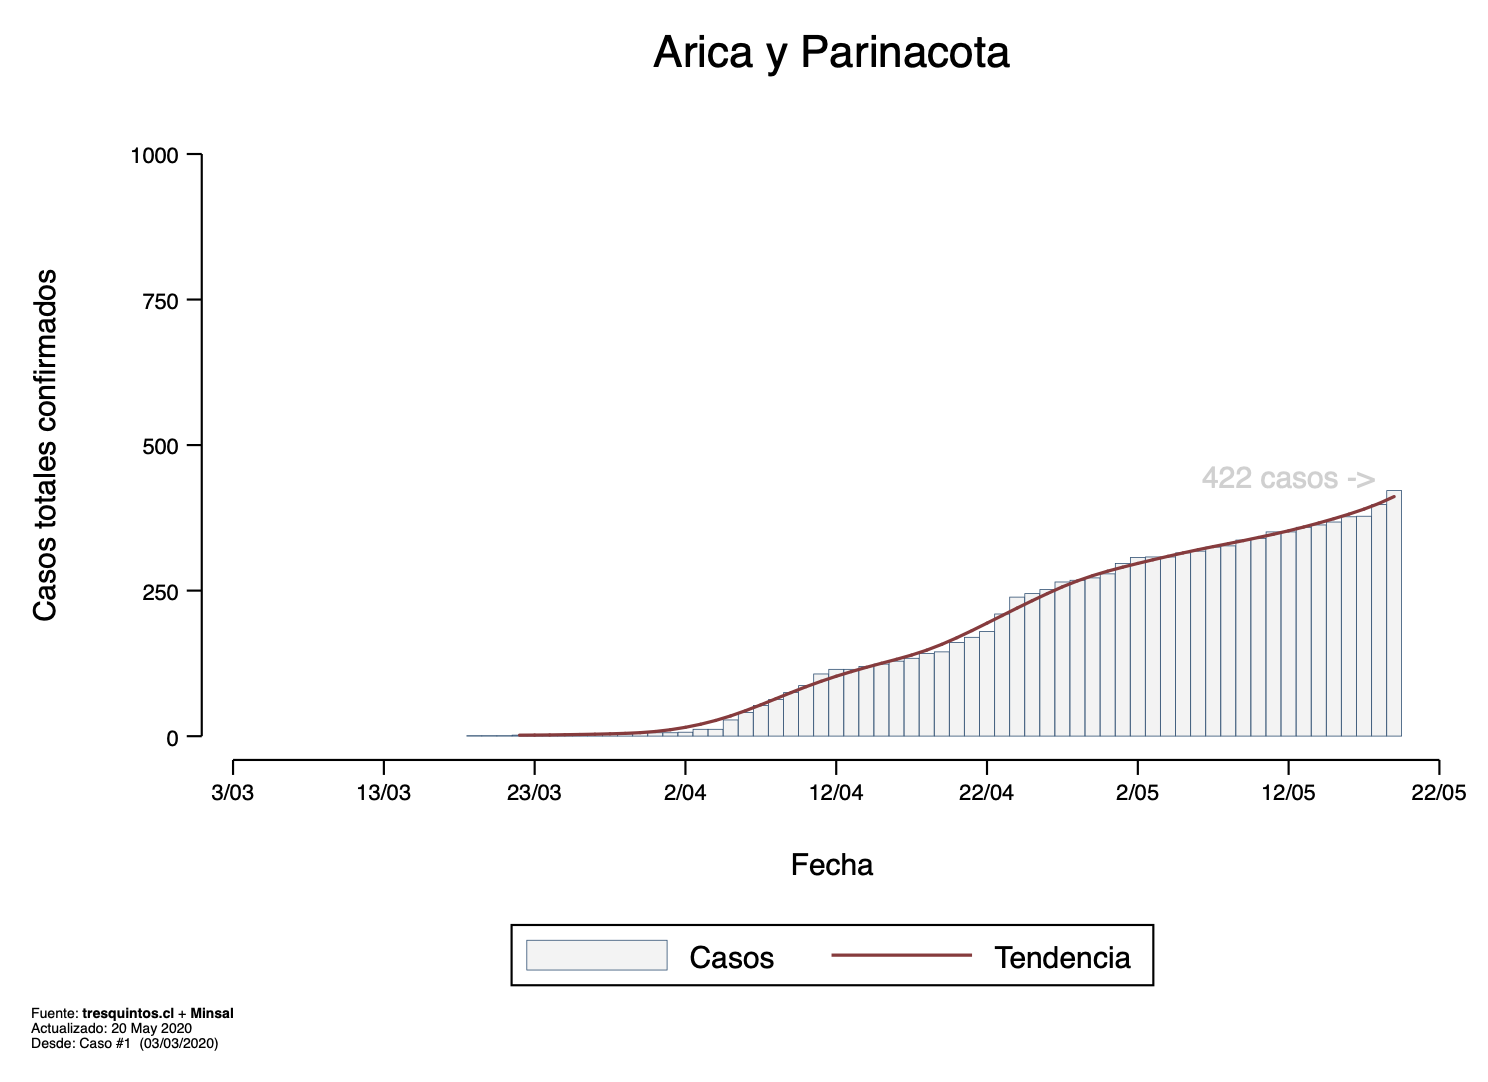 Arica y Parinacota
Casos totales confirmados
1000
750
500
250
0
422 casos ->
3/03 13/03 23/03 2/04 12/04 22/04 2/05 12/05 22/05
Fecha
Casos Tendencia
Fuente: tresquintos.cl + Minsal
Actualizado: 20 May 2020
Desde: Caso #1 (03/03/2020)